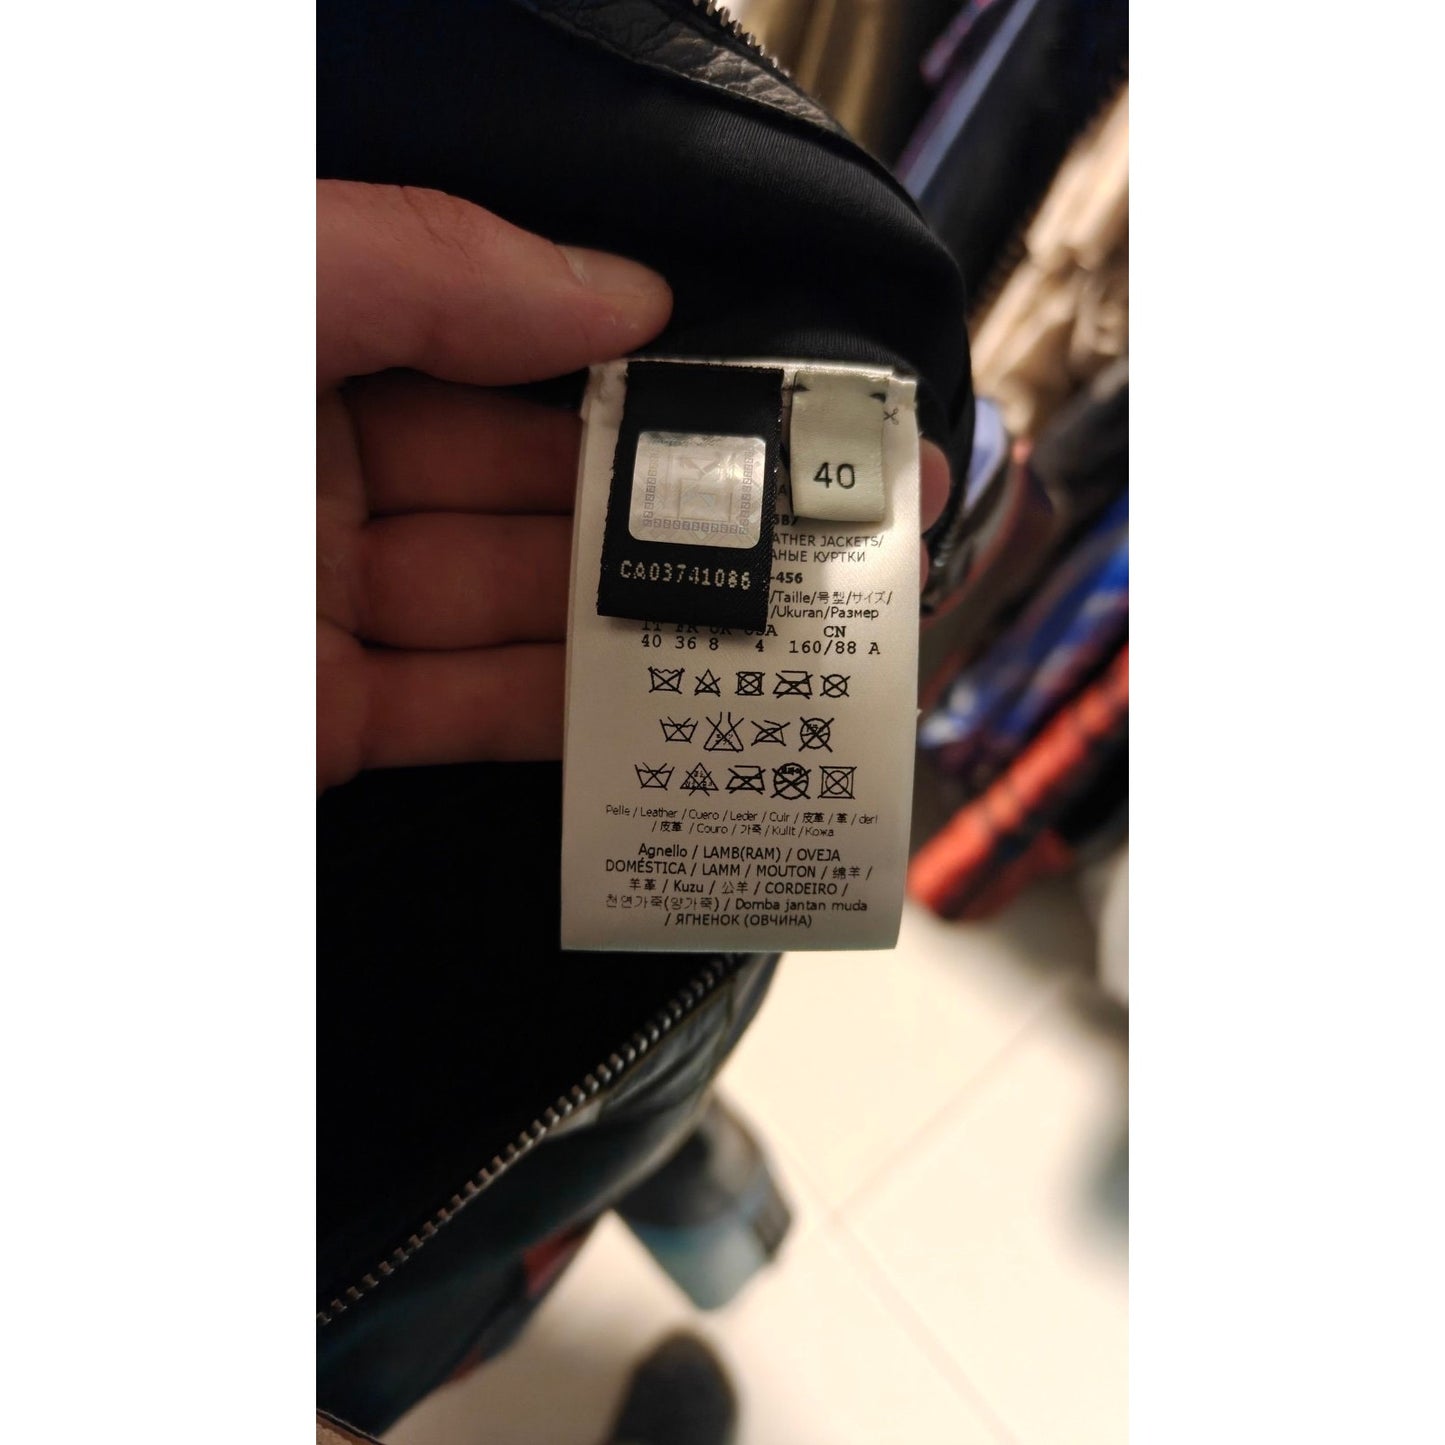 40
CA03741086
ATHER JACKETS/
АНЫЕ КУРТКИ
-456
/Taille/号型/サイズ/
/Ukuran/Размер
CN
40 36 8 4 160/88 A
Pelle / Leather / Cuero / Leder / Cuir / 皮革 / 革 / deri
/ 皮革 / Couro / 가죽 / Kulit / Кожа
Agnello / LAMB(RAM) / OVEJA
DOMÉSTICA / LAMM / MOUTON / 绵羊 /
羊革 / Kuzu / 公羊 / CORDEIRO /
천연가죽(양가죽) / Domba jantan muda
/ ЯГНЕНОК (ОВЧИНА)